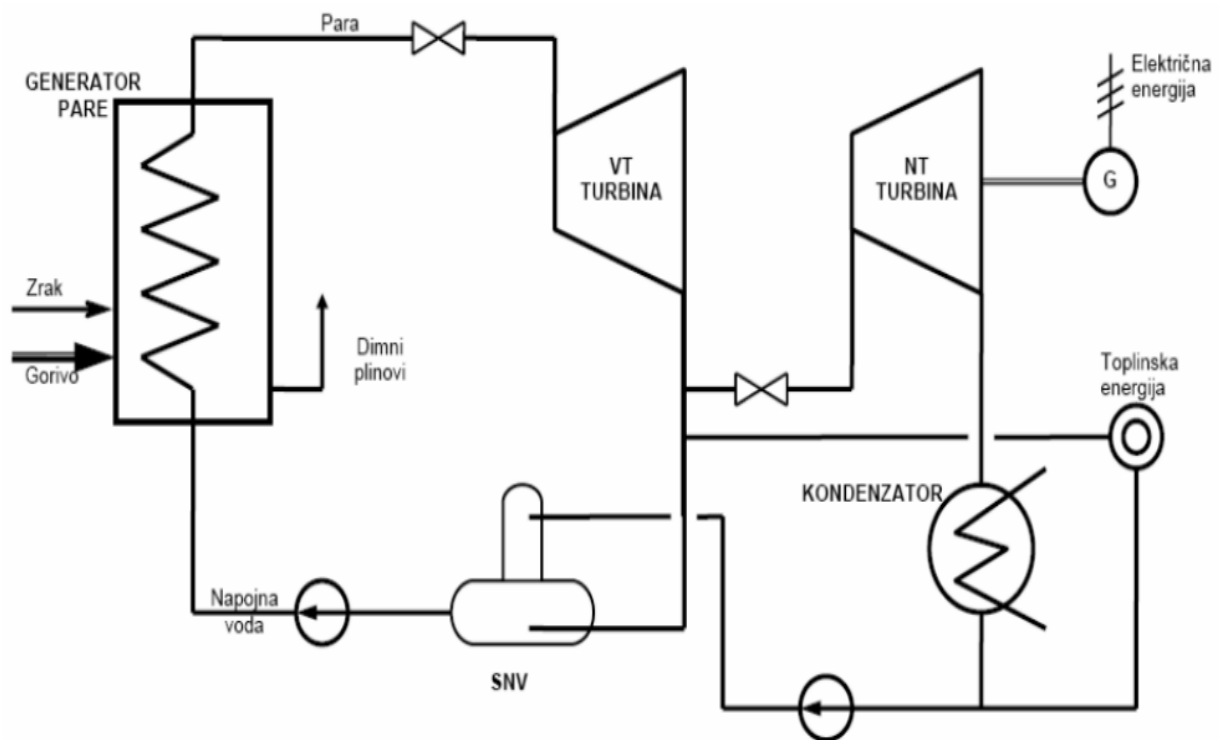 Para
GENERATOR
PARE
Električna
energija
VT
TURBINA
NT
TURBINA
G
Zrak
Gorivo
Dimni
plinovi
Toplinska
energija
KONDENZATOR
Napojna
voda
SNV